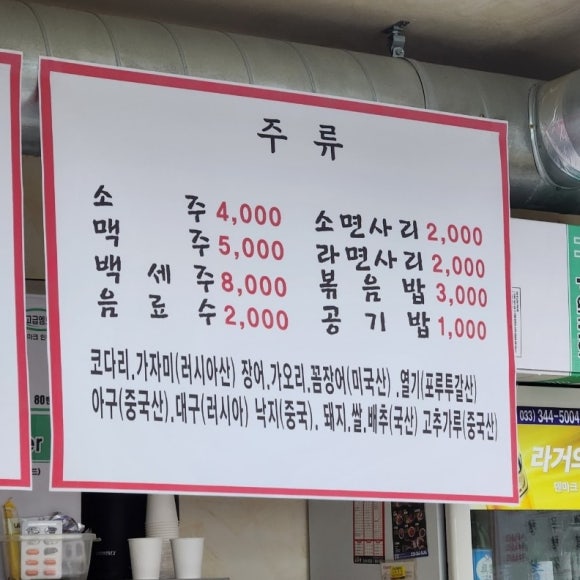 주 류
소 주 4,000
맥 주 5,000
백 세 주 8,000
음 료 수 2,000
소면사리 2,000
라면사리 2,000
볶 음 밥 3,000
공 기 밥 1,000
코다리,가자미(러시아산) 장어,가오리,꼼장어(미국산) ,열기(포루투갈산)
아구(중국산),대구(러시아) 낙지(중국), 돼지,쌀,배추(국산) 고추가루(중국산)
033) 344-5004
라거의